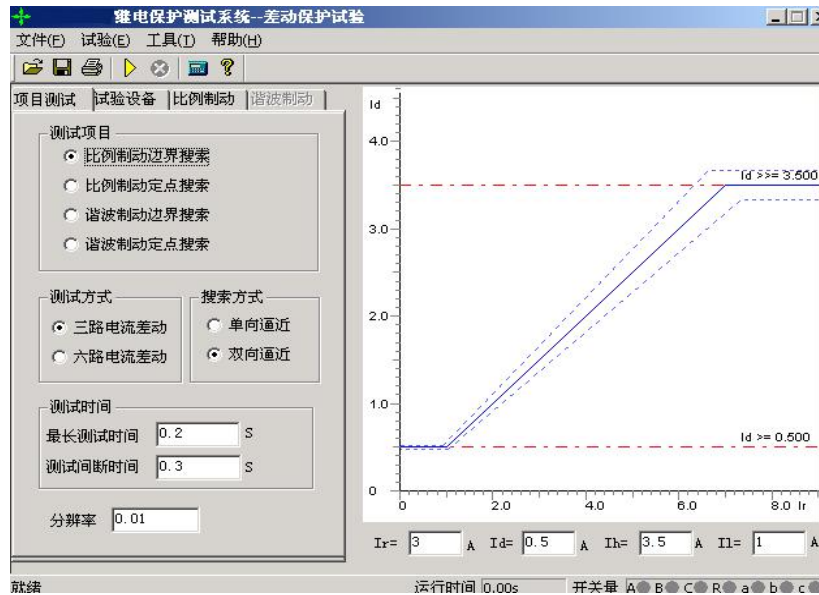 继电保护测试系统--差动保护试验
文件(F) 试验(E) 工具(T) 帮助(H)
项目测试 试验设备 比例制动 谐波制动
测试项目
比例制动边界搜索
比例制动定点搜索
谐波制动边界搜索
谐波制动定点搜索
测试方式
三路电流差动
六路电流差动
搜索方式
单向逼近
双向逼近
测试时间
最长测试时间 0.2 S
测试间断时间 0.3 S
分辨率 0.01
Id
4.0
3.0
2.0
1.0
0
Id >>= 3.500
Id >= 0.500
0 2.0 4.0 6.0 8.0 Ir
Ir= 3 A Id= 0.5 A Ih= 3.5 A Il= 1 A
就绪 运行时间 0.00s 开关量 A B C R a b c